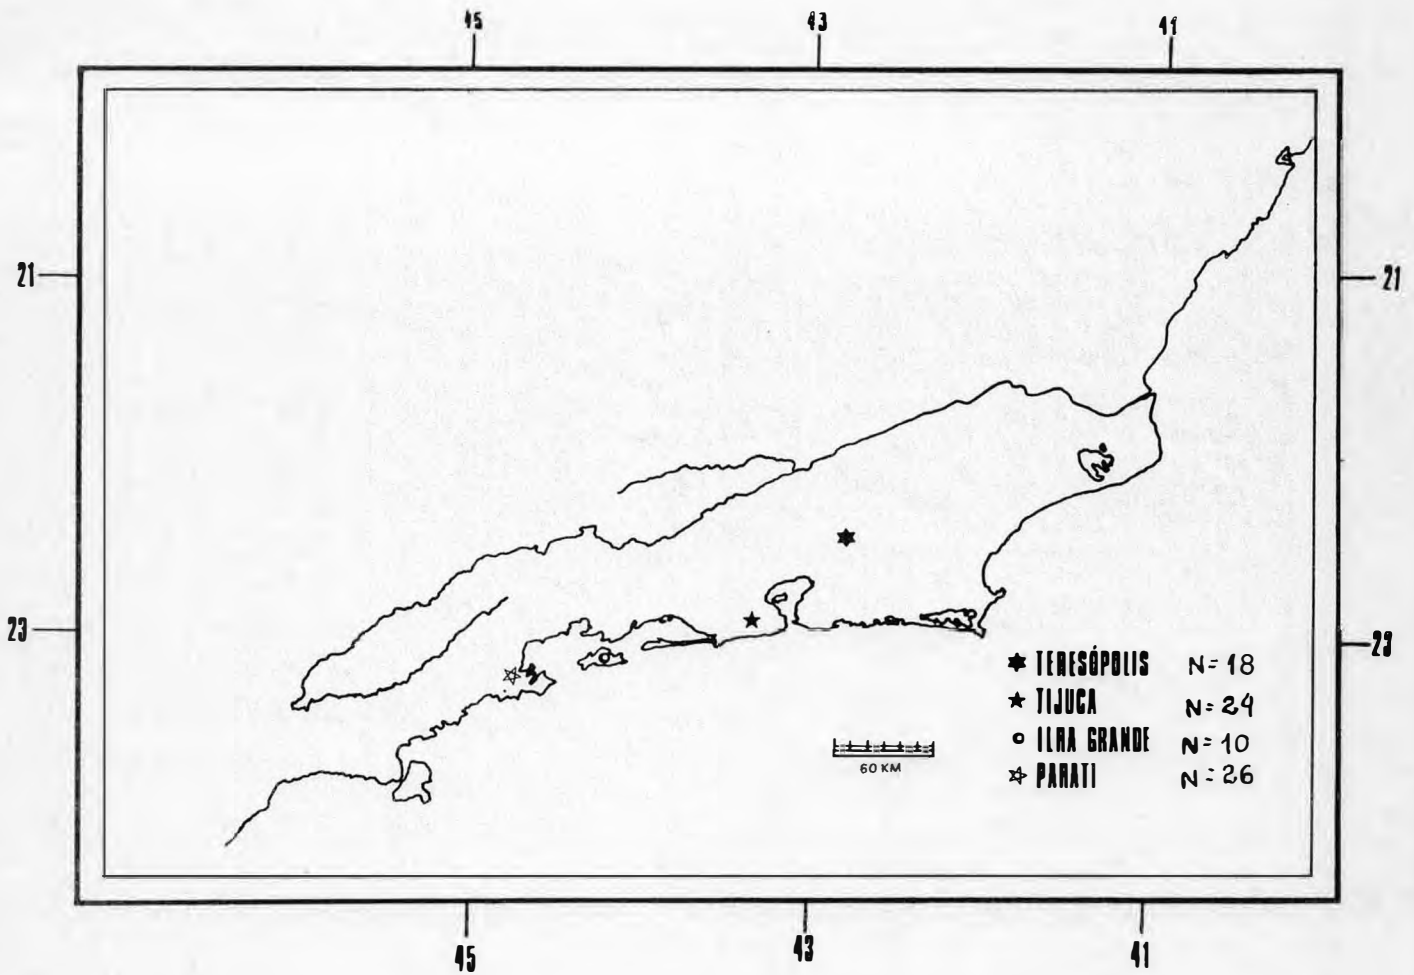 45 43 41
21 21
23 23
TERESÓPOLIS N=18
TIJUCA N=24
ILHA GRANDE N=10
PARATI N=26
60 KM
45 43 41